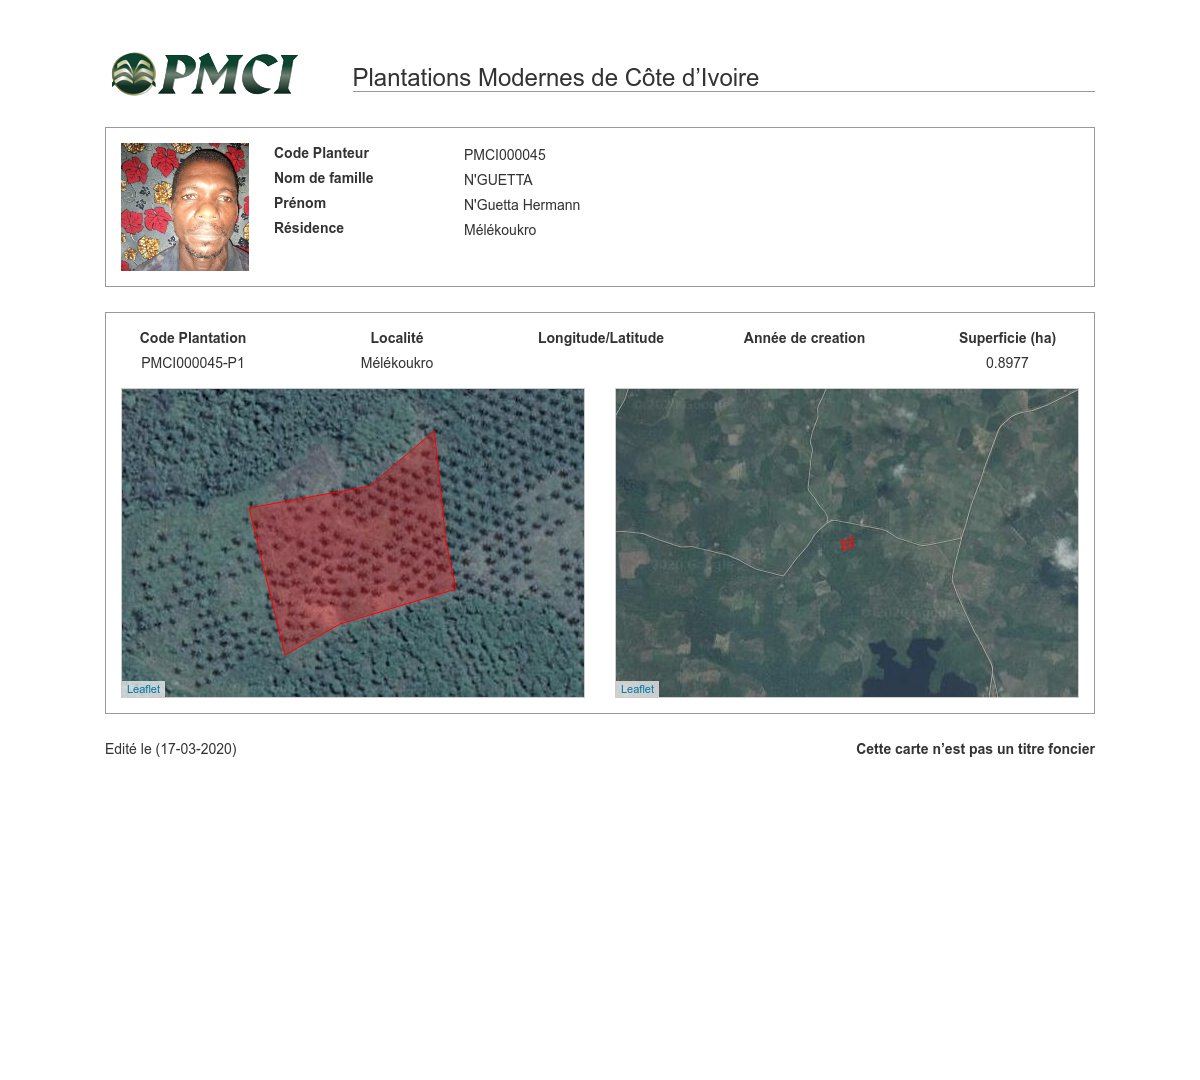 PMCI
Plantations Modernes de Côte d’Ivoire
Code Planteur PMCI000045
Nom de famille N'GUETTA
Prénom N'Guetta Hermann
Résidence Mélékoukro
Code Plantation Localité Longitude/Latitude Année de creation Superficie (ha)
PMCI000045-P1 Mélékoukro 0.8977
Leaflet
Leaflet
Edité le (17-03-2020) Cette carte n’est pas un titre foncier